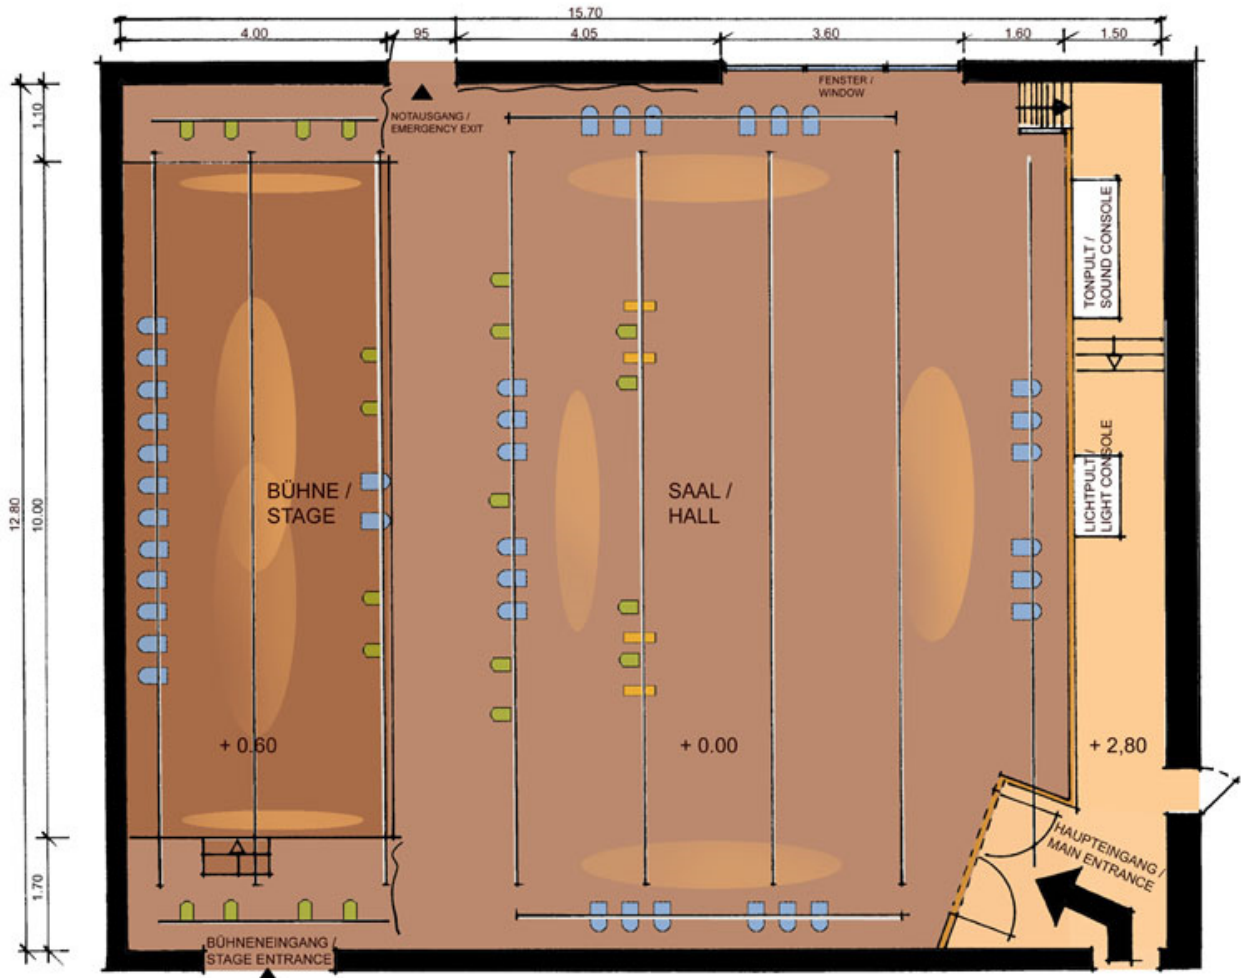 15.70
4.00
95
4.05
3.60
1.60
1.50
12.80
1.10
10.00
1.70
NOTAUSGANG /
EMERGENCY EXIT
FENSTER /
WINDOW
TONPULT /
SOUND CONSOLE
LICHTPULT /
LIGHT CONSOLE
BÜHNE /
STAGE
SAAL /
HALL
+ 0.60
+ 0.00
+ 2,80
HAUPTEINGANG /
MAIN ENTRANCE
BÜHNENEINGANG /
STAGE ENTRANCE